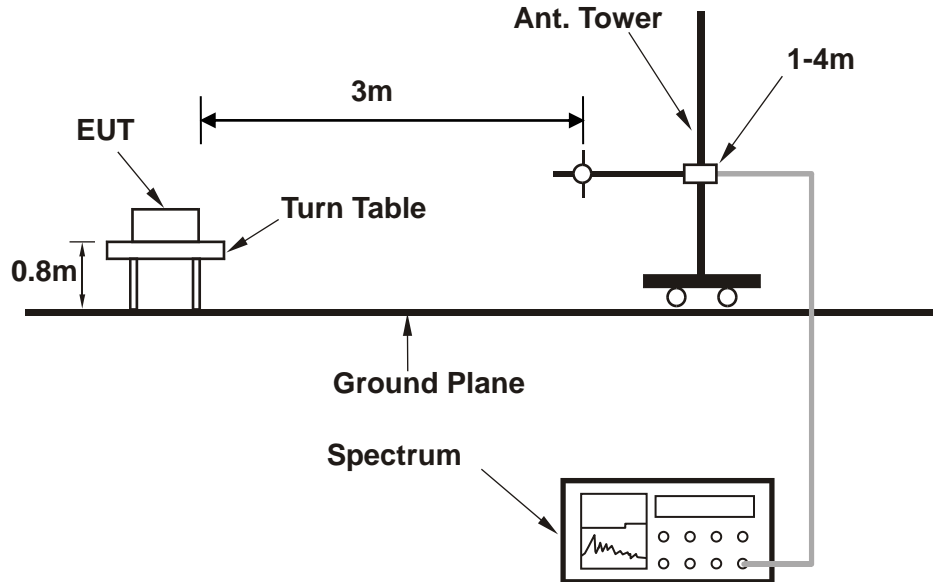 Ant. Tower
1-4m
3m
EUT
Turn Table
0.8m
Ground Plane
Spectrum